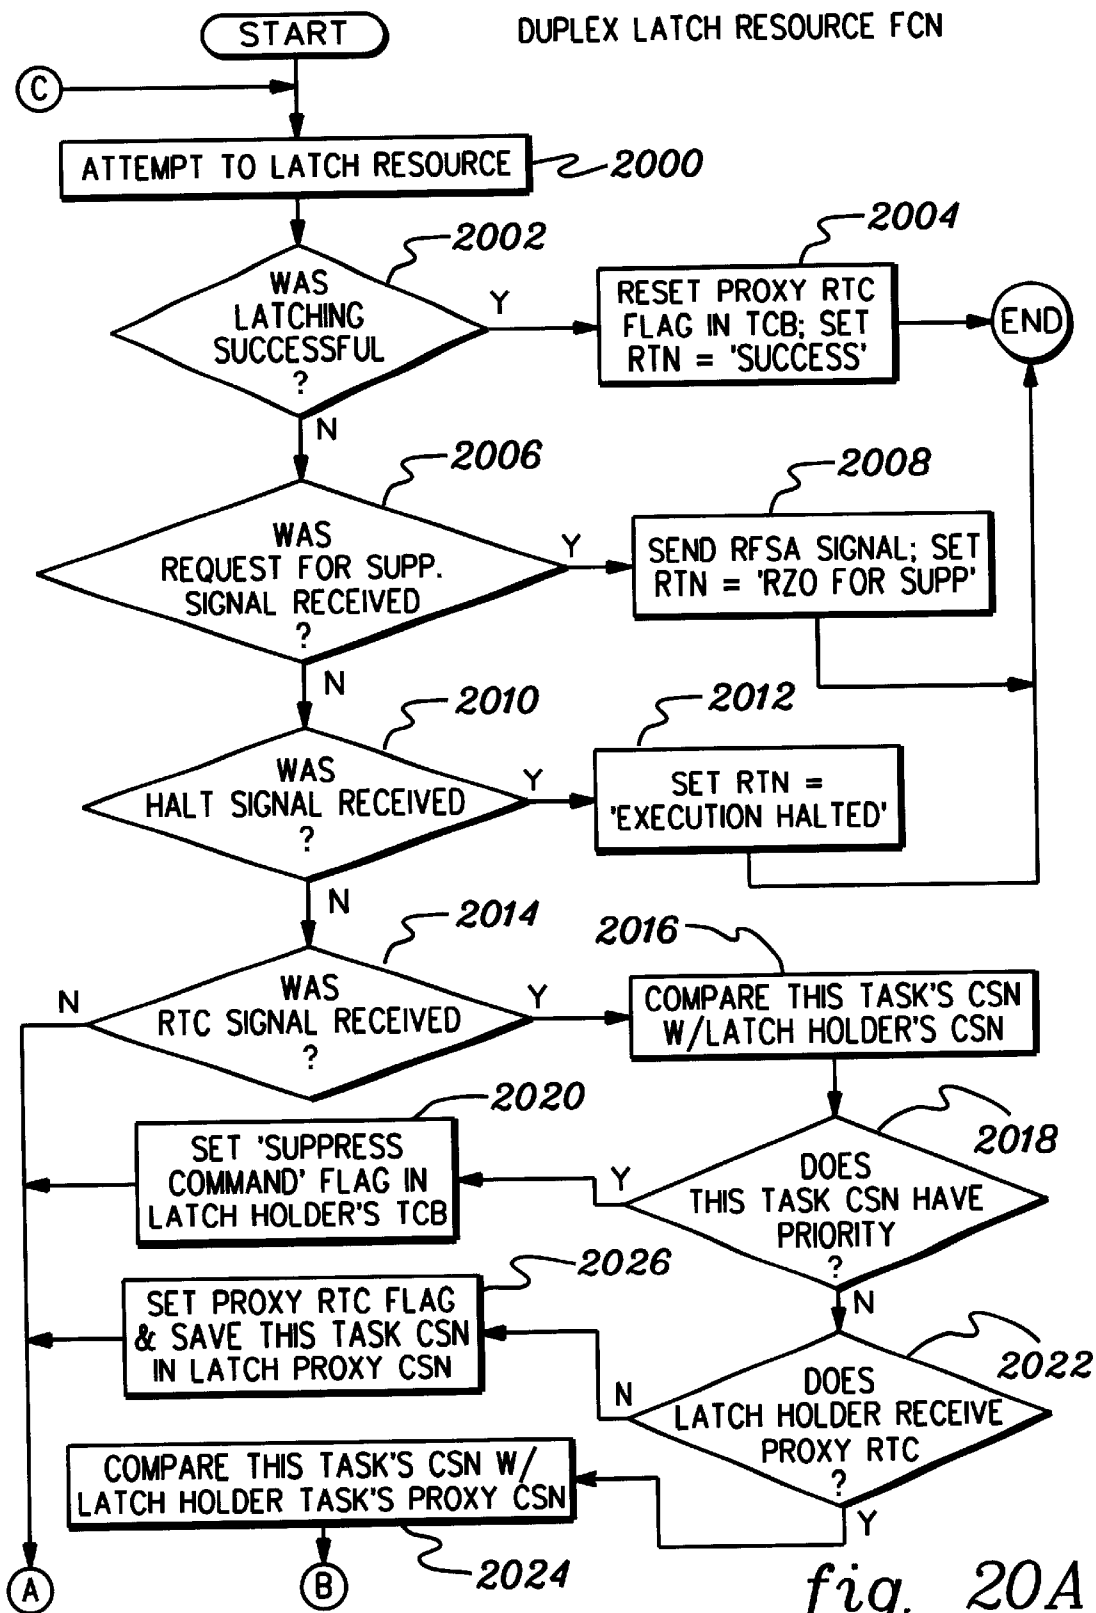 START
DUPLEX LATCH RESOURCE FCN
C
ATTEMPT TO LATCH RESOURCE
2000
2002
WAS
LATCHING
SUCCESSFUL
?
Y
N
2004
RESET PROXY RTC
FLAG IN TCB; SET
RTN = 'SUCCESS'
END
2006
WAS
REQUEST FOR SUPP.
SIGNAL RECEIVED
?
Y
N
2008
SEND RFSA SIGNAL; SET
RTN = 'RZO FOR SUPP'
2010
WAS
HALT SIGNAL RECEIVED
?
Y
N
2012
SET RTN =
'EXECUTION HALTED'
2014
WAS
RTC SIGNAL RECEIVED
?
N
Y
2016
COMPARE THIS TASK'S CSN
W/LATCH HOLDER'S CSN
2018
DOES
THIS TASK CSN HAVE
PRIORITY
?
Y
N
2020
SET 'SUPPRESS
COMMAND' FLAG IN
LATCH HOLDER'S TCB
2022
DOES
LATCH HOLDER RECEIVE
PROXY RTC
?
N
Y
2026
SET PROXY RTC FLAG
& SAVE THIS TASK CSN
IN LATCH PROXY CSN
COMPARE THIS TASK'S CSN W/
LATCH HOLDER TASK'S PROXY CSN
2024
A
B
fig. 20A